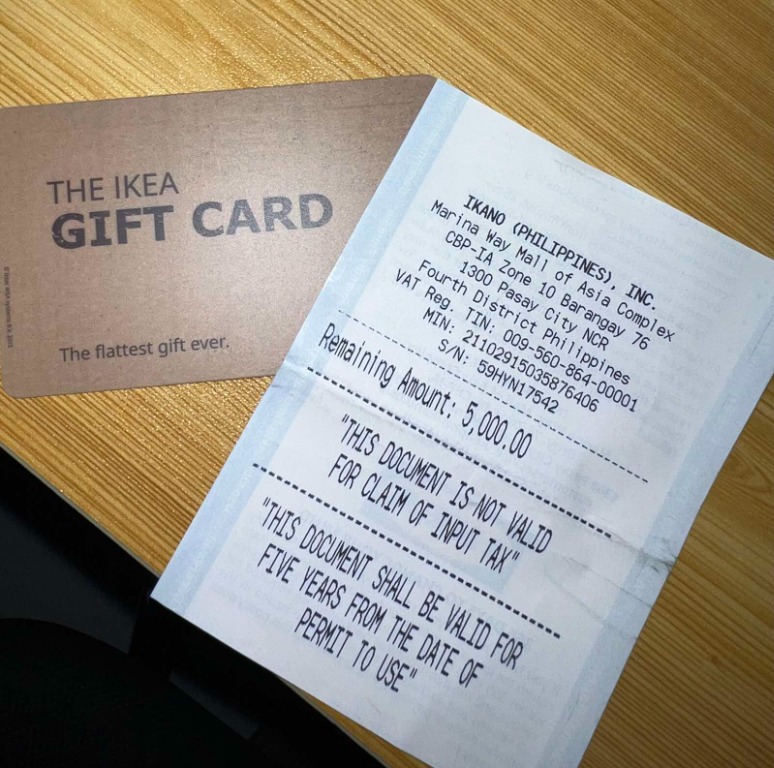 THE IKEA
GIFT CARD
The flattest gift ever.
IKANO (PHILIPPINES), INC.
Marina Way Mall of Asia Complex
CBP-IA Zone 10 Barangay 76
1300 Pasay City NCR
Fourth District Philippines
VAT Reg. TIN: 009-560-864-00001
MIN: 21102915035876406
S/N: 59HYN17542
Remaining Amount: 5,000.00
"THIS DOCUMENT IS NOT VALID
FOR CLAIM OF INPUT TAX"
"THIS DOCUMENT SHALL BE VALID FOR
FIVE YEARS FROM THE DATE OF
PERMIT TO USE"